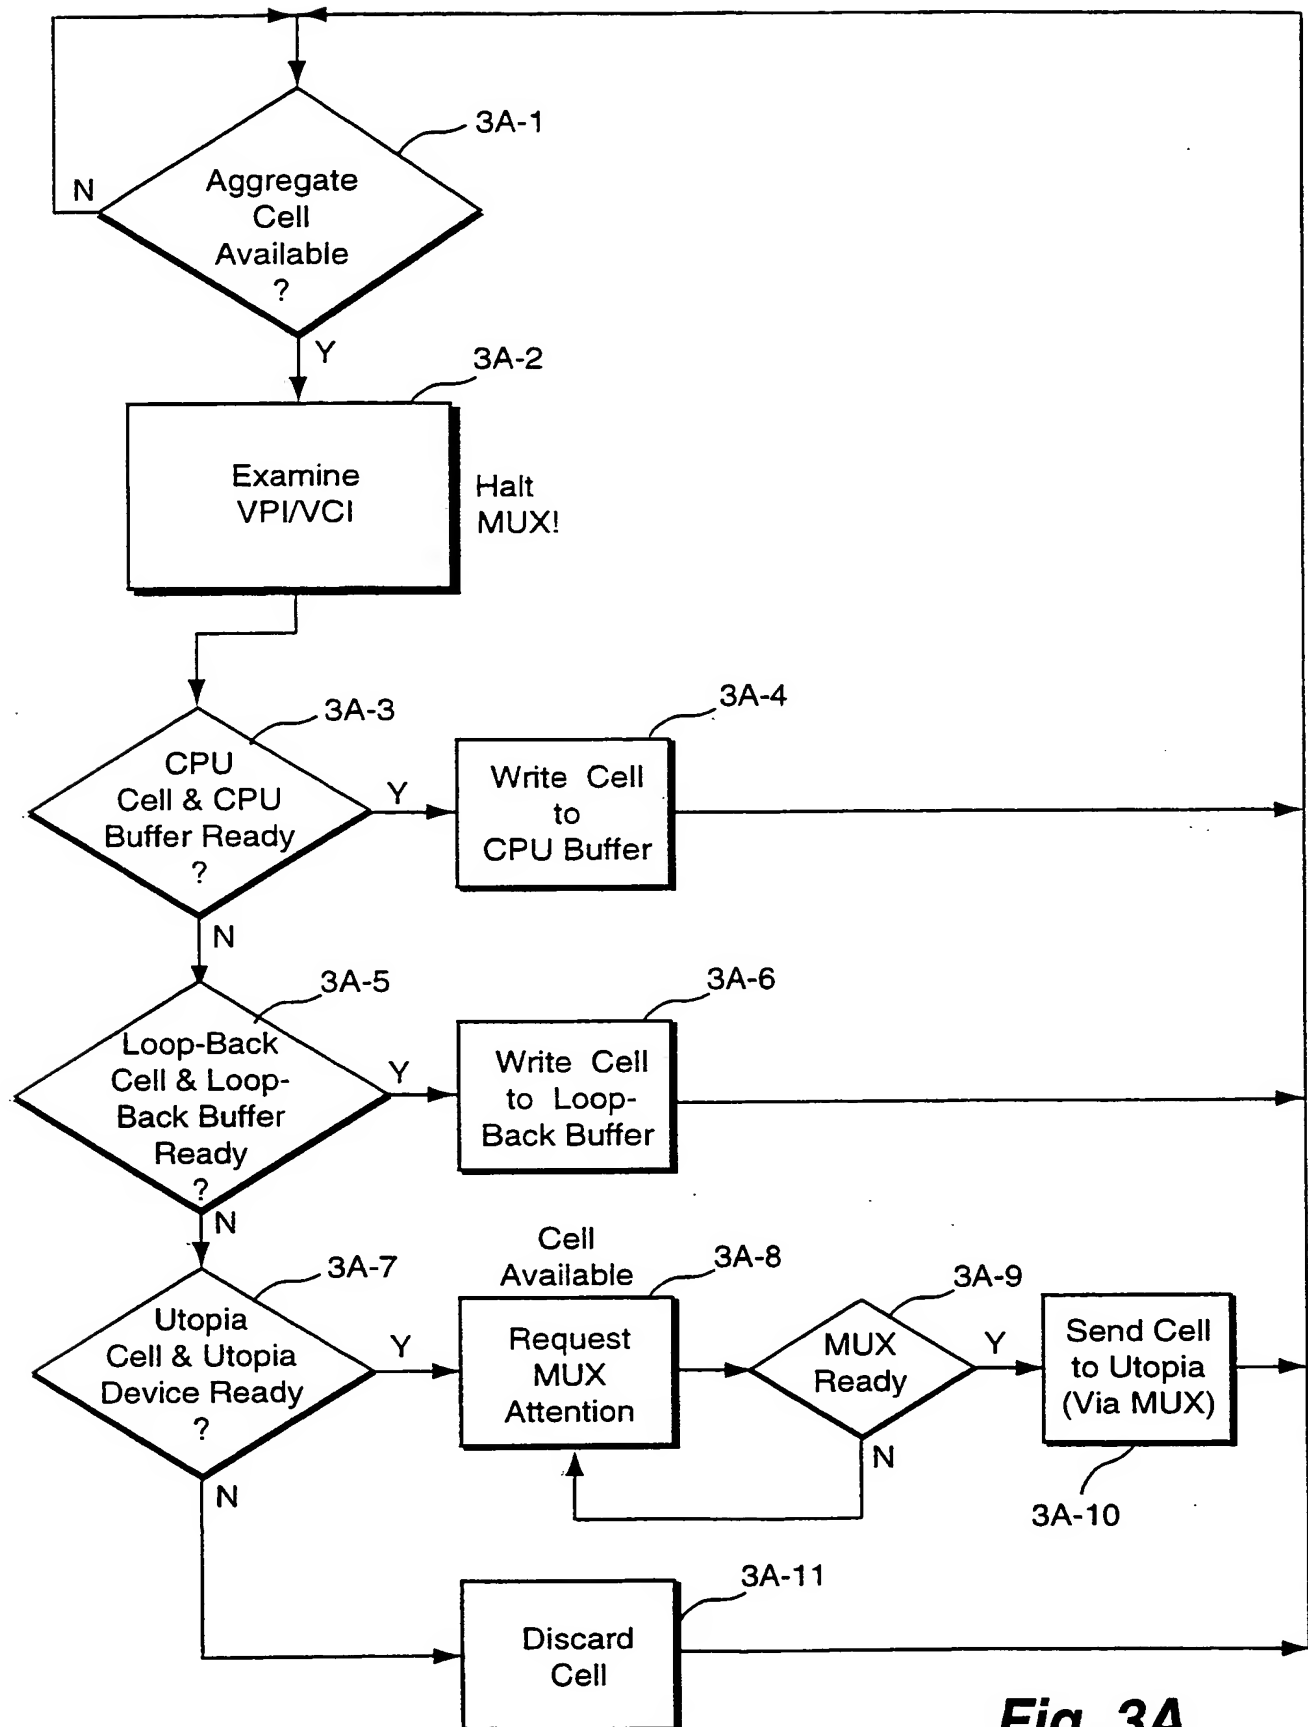 3A-1
N
Aggregate
Cell
Available
?
Y
3A-2
Examine
VPI/VCI
Halt
MUX!
3A-3
CPU
Cell & CPU
Buffer Ready
?
Y
3A-4
Write Cell
to
CPU Buffer
N
3A-5
Loop-Back
Cell & Loop-
Back Buffer
Ready
?
Y
3A-6
Write Cell
to Loop-
Back Buffer
N
3A-7
Utopia
Cell & Utopia
Device Ready
?
Y
Cell
Available
3A-8
Request
MUX
Attention
3A-9
MUX
Ready
Y
N
Send Cell
to Utopia
(Via MUX)
3A-10
N
3A-11
Discard
Cell
Fig. 3A